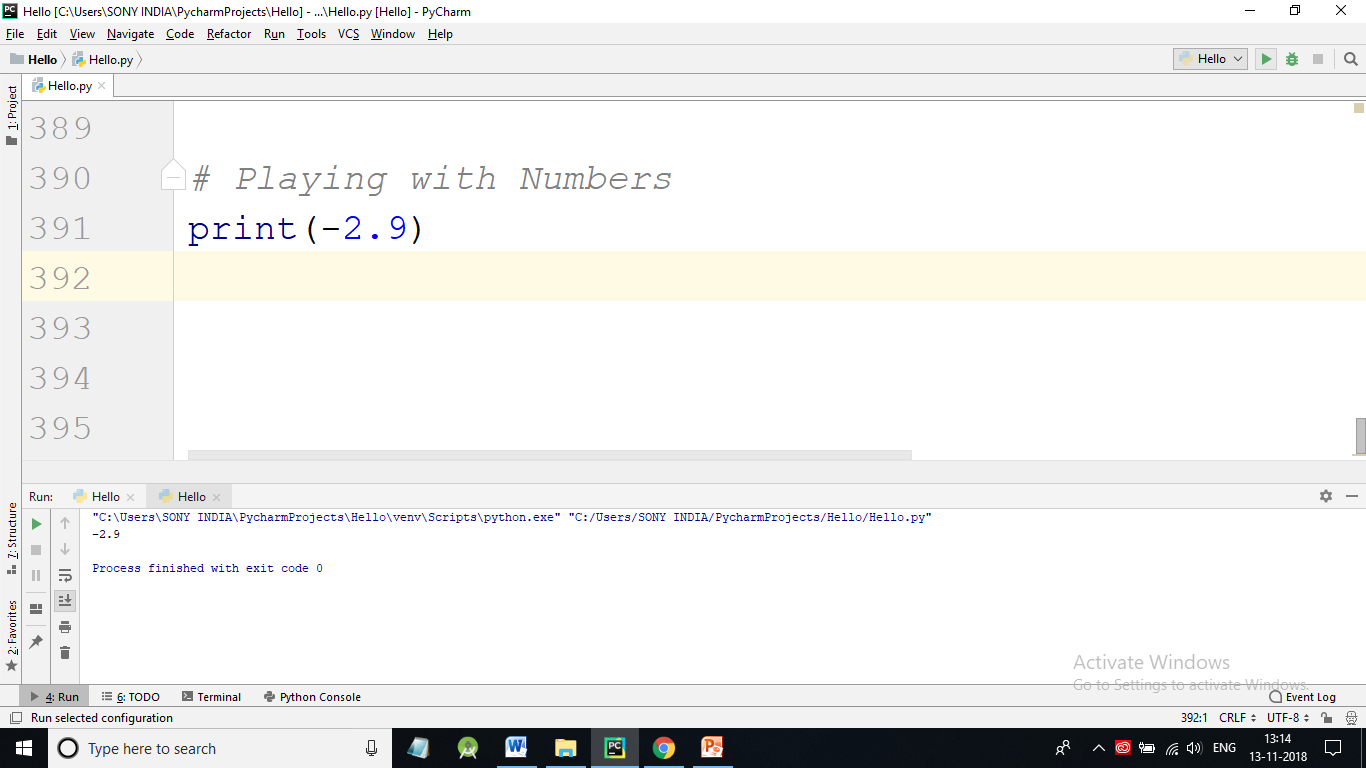 Hello [C:\Users\SONY INDIA\PycharmProjects\Hello] - ...\Hello.py [Hello] - PyCharm
File Edit View Navigate Code Refactor Run Tools VCS Window Help
Hello Hello.py Hello
Hello.py
1: Project
389
390 # Playing with Numbers
391 print(-2.9)
392
393
394
395
Run: Hello Hello
"C:\Users\SONY INDIA\PycharmProjects\Hello\venv\Scripts\python.exe" "C:/Users/SONY INDIA/PycharmProjects/Hello/Hello.py"
-2.9
Process finished with exit code 0
7: Structure
2: Favorites
Activate Windows
Go to Settings to activate Windows.
4: Run 6: TODO Terminal Python Console Event Log
Run selected configuration 392:1 CRLF UTF-8
Type here to search ENG 13:14
13-11-2018